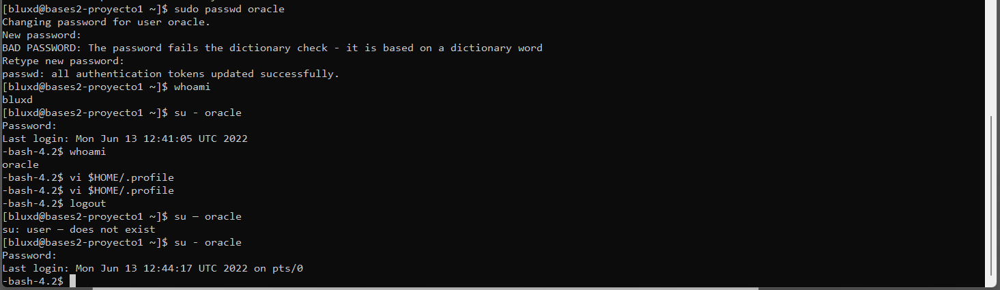 [bluxd@bases2-proyecto1 ~]$ sudo passwd oracle
Changing password for user oracle.
New password:
BAD PASSWORD: The password fails the dictionary check - it is based on a dictionary word
Retype new password:
passwd: all authentication tokens updated successfully.
[bluxd@bases2-proyecto1 ~]$ whoami
bluxd
[bluxd@bases2-proyecto1 ~]$ su - oracle
Password:
Last login: Mon Jun 13 12:41:05 UTC 2022
-bash-4.2$ whoami
oracle
-bash-4.2$ vi $HOME/.profile
-bash-4.2$ vi $HOME/.profile
-bash-4.2$ logout
[bluxd@bases2-proyecto1 ~]$ su – oracle
su: user – does not exist
[bluxd@bases2-proyecto1 ~]$ su - oracle
Password:
Last login: Mon Jun 13 12:44:17 UTC 2022 on pts/0
-bash-4.2$